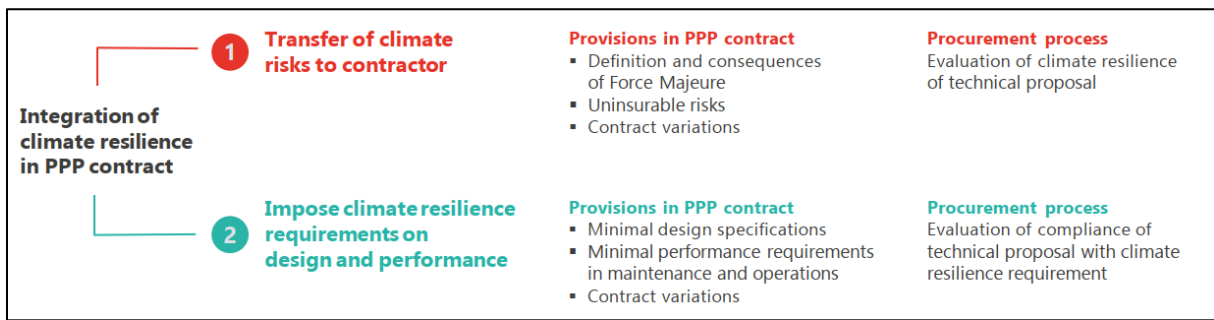 Integration of
climate resilience
in PPP contract
1
Transfer of climate
risks to contractor
Provisions in PPP contract
▪ Definition and consequences
of Force Majeure
▪ Uninsurable risks
▪ Contract variations
Procurement process
Evaluation of climate resilience
of technical proposal
2
Impose climate resilience
requirements on
design and performance
Provisions in PPP contract
▪ Minimal design specifications
▪ Minimal performance requirements
in maintenance and operations
▪ Contract variations
Procurement process
Evaluation of compliance of
technical proposal with climate
resilience requirement